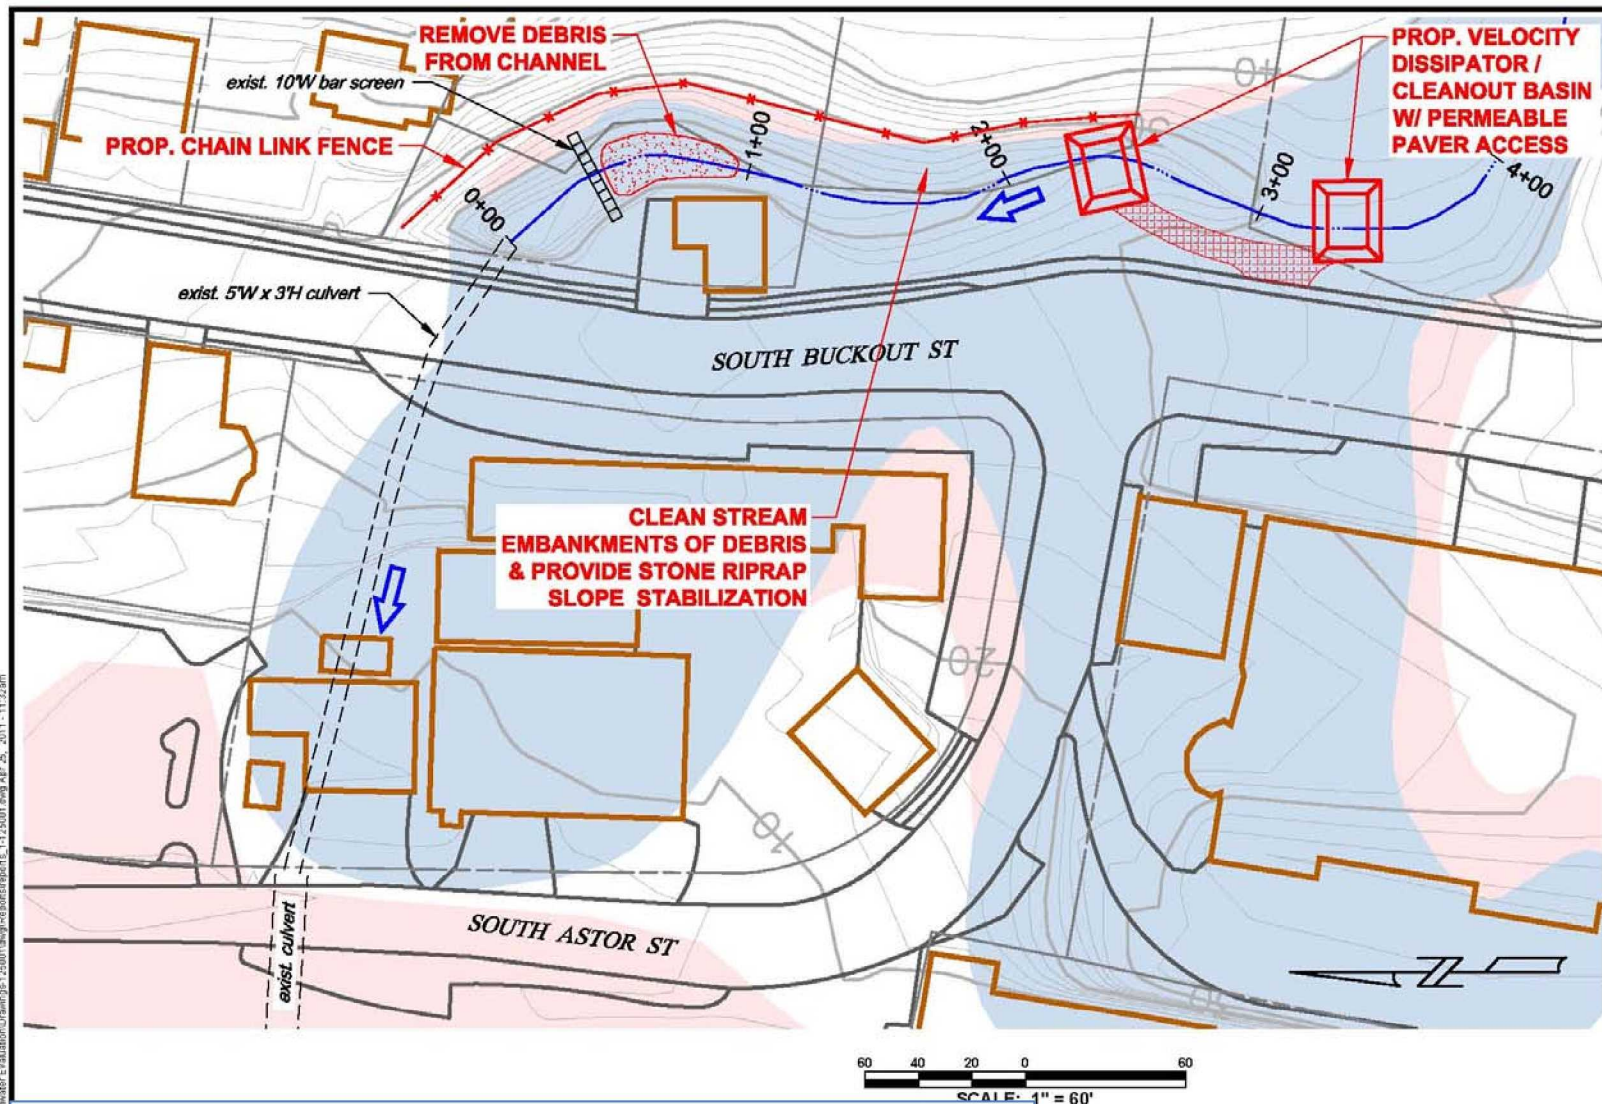 REMOVE DEBRIS
FROM CHANNEL
exist. 10'W bar screen
PROP. CHAIN LINK FENCE
PROP. VELOCITY
DISSIPATOR /
CLEANOUT BASIN
W/ PERMEABLE
PAVER ACCESS
0+00
1+00
2+00
3+00
4+00
40
exist. 5'W x 3'H culvert
SOUTH BUCKOUT ST
CLEAN STREAM
EMBANKMENTS OF DEBRIS
& PROVIDE STONE RIPRAP
SLOPE STABILIZATION
20
10
SOUTH ASTOR ST
exist. culvert
N
60 40 20 0 60
SCALE: 1" = 60'